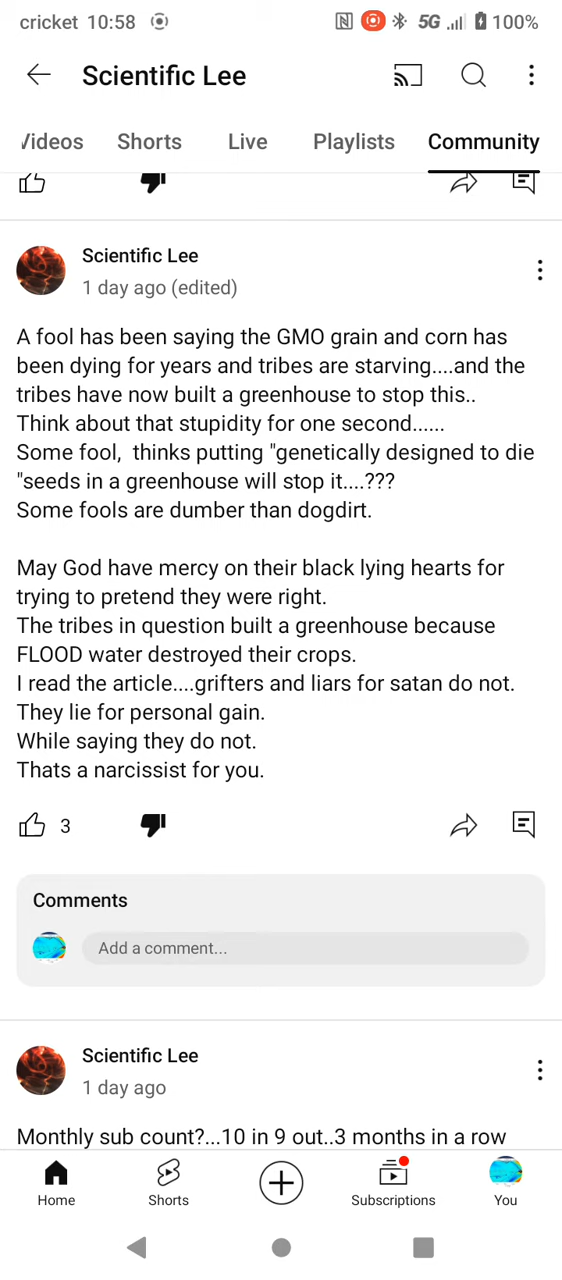 cricket 10:58
5G 100%
Scientific Lee
Videos Shorts Live Playlists Community
Scientific Lee
1 day ago (edited)
A fool has been saying the GMO grain and corn has
been dying for years and tribes are starving....and the
tribes have now built a greenhouse to stop this..
Think about that stupidity for one second......
Some fool,  thinks putting "genetically designed to die
"seeds in a greenhouse will stop it....???
Some fools are dumber than dogdirt.
May God have mercy on their black lying hearts for
trying to pretend they were right.
The tribes in question built a greenhouse because
FLOOD water destroyed their crops.
I read the article....grifters and liars for satan do not.
They lie for personal gain.
While saying they do not.
Thats a narcissist for you.
3
Comments
Add a comment...
Scientific Lee
1 day ago
Monthly sub count?...10 in 9 out..3 months in a row
Home Shorts Subscriptions You